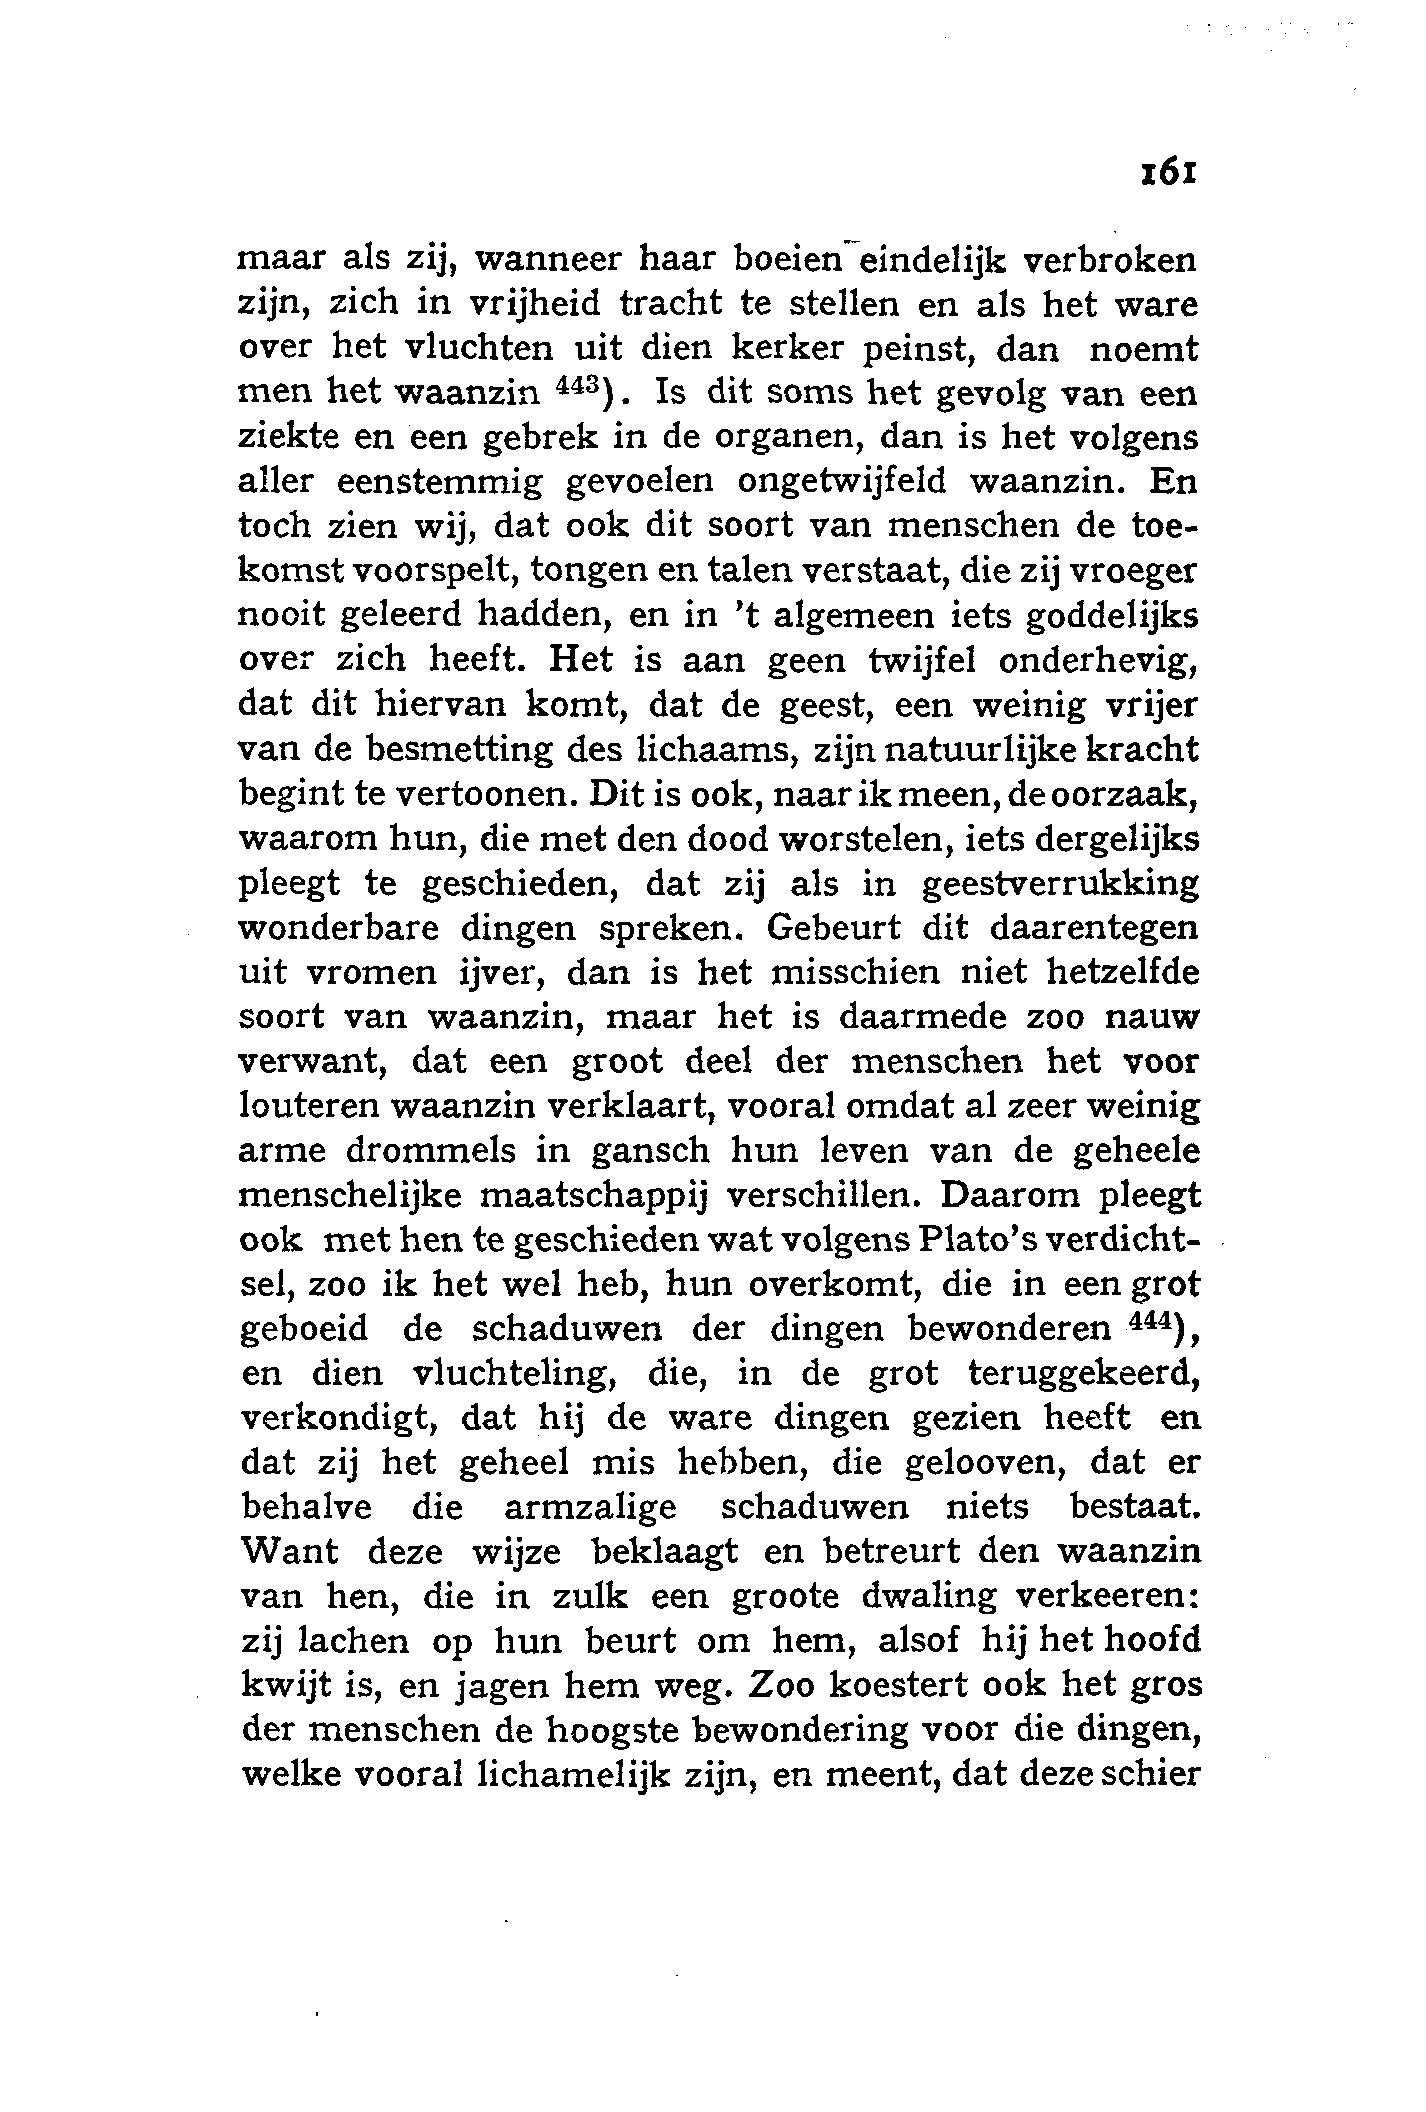 161
maar als zij, wanneer haar boeien eindelijk verbroken
zijn, zich in vrijheid tracht te stellen en als het ware
over het vluchten uit dien kerker peinst, dan noemt
men het waanzin 443). Is dit soms het gevolg van een
ziekte en een gebrek in de organen, dan is het volgens
aller eenstemmig gevoelen ongetwijfeld waanzin. En
toch zien wij, dat ook dit soort van menschen de toe-
komst voorspelt, tongen en talen verstaat, die zij vroeger
nooit geleerd hadden, en in 't algemeen iets goddelijks
over zich heeft. Het is aan geen twijfel onderhevig,
dat dit hiervan komt, dat de geest, een weinig vrijer
van de besmetting des lichaams, zijn natuurlijke kracht
begint te vertoonen. Dit is ook, naar ik meen, de oorzaak,
waarom hun, die met den dood worstelen, iets dergelijks
pleegt te geschieden, dat zij als in geestverrukking
wonderbare dingen spreken. Gebeurt dit daarentegen
uit vromen ijver, dan is het misschien niet hetzelfde
soort van waanzin, maar het is daarmede zoo nauw
verwant, dat een groot deel der menschen het voor
louteren waanzin verklaart, vooral omdat al zeer weinig
arme drommels in gansch hun leven van de geheele
menschelijke maatschappij verschillen. Daarom pleegt
ook met hen te geschieden wat volgens Plato's verdicht-
sel, zoo ik het wel heb, hun overkomt, die in een grot
geboeid de schaduwen der dingen bewonderen 444),
en dien vluchteling, die, in de grot teruggekeerd,
verkondigt, dat hij de ware dingen gezien heeft en
dat zij het geheel mis hebben, die gelooven, dat er
behalve die armzalige schaduwen niets bestaat.
Want deze wijze beklaagt en betreurt den waanzin
van hen, die in zulk een groote dwaling verkeeren:
zij lachen op hun beurt om hem, alsof hij het hoofd
kwijt is, en jagen hem weg. Zoo koestert ook het gros
der menschen de hoogste bewondering voor die dingen,
welke vooral lichamelijk zijn, en meent, dat deze schier